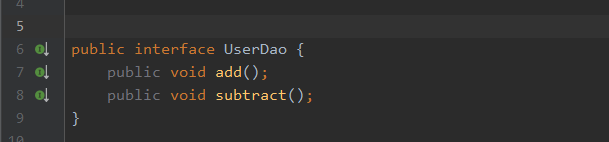 4
5
6 public interface UserDao {
7 public void add();
8 public void subtract();
9 }
10